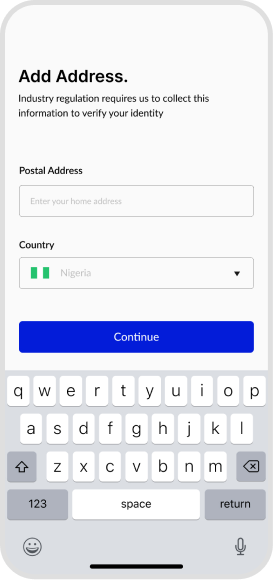 Add Address.
Industry regulation requires us to collect this
information to verify your identity
Postal Address
Enter your home address
Country
Nigeria
Continue
q w e r t y u i o p
a s d f g h j k l
z x c v b n m
123 space return